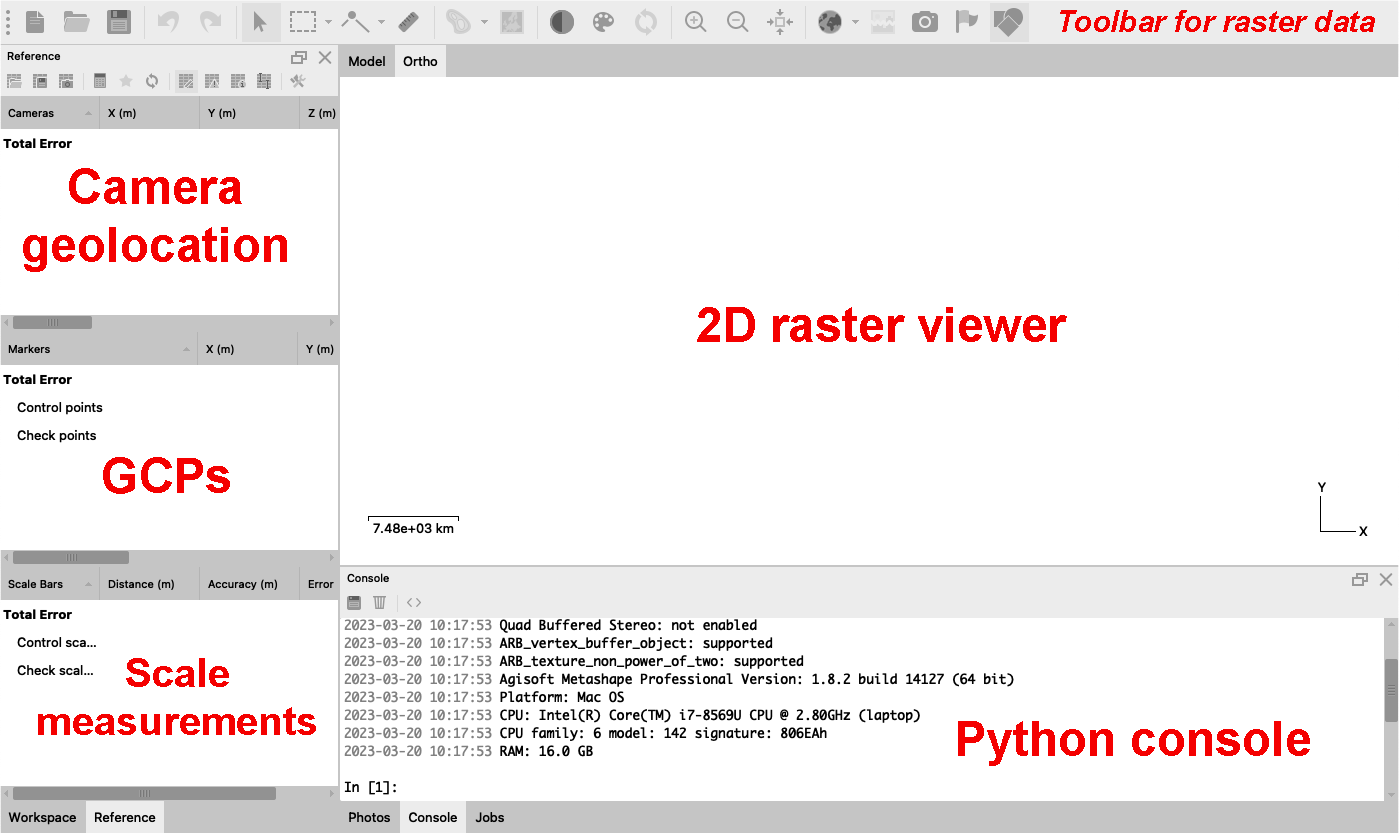 Toolbar for raster data
Reference
Model Ortho
Cameras X (m) Y (m) Z (m)
Total Error
Camera
geolocation
Markers X (m) Y (m)
Total Error
Control points
Check points
GCPs
Scale Bars Distance (m) Accuracy (m) Error
Total Error
Control sca...
Check scal...
Scale
measurements
Workspace Reference
2D raster viewer
7.48e+03 km
Y
X
Console
2023-03-20 10:17:53 Quad Buffered Stereo: not enabled
2023-03-20 10:17:53 ARB_vertex_buffer_object: supported
2023-03-20 10:17:53 ARB_texture_non_power_of_two: supported
2023-03-20 10:17:53 Agisoft Metashape Professional Version: 1.8.2 build 14127 (64 bit)
2023-03-20 10:17:53 Platform: Mac OS
2023-03-20 10:17:53 CPU: Intel(R) Core(TM) i7-8569U CPU @ 2.80GHz (laptop)
2023-03-20 10:17:53 CPU family: 6 model: 142 signature: 806EAh
2023-03-20 10:17:53 RAM: 16.0 GB
Python console
In [1]:
Photos Console Jobs